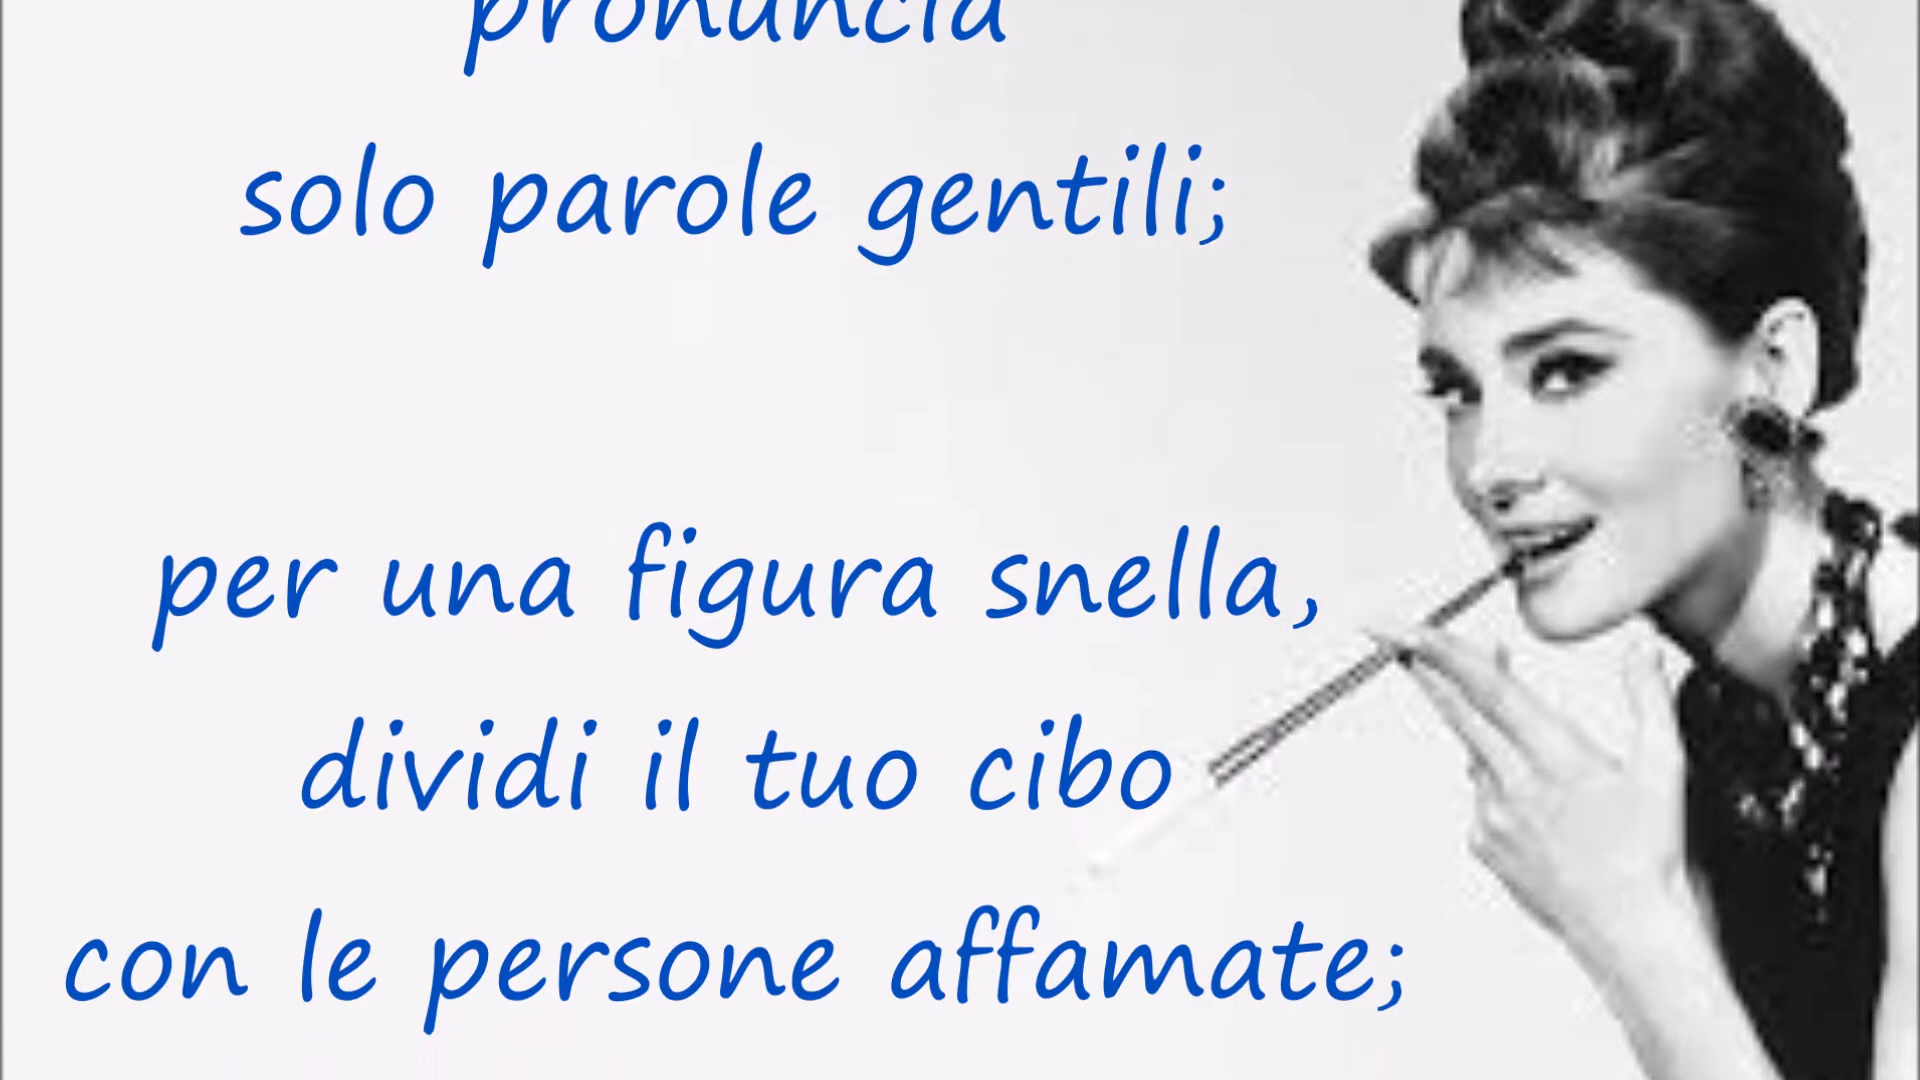 pronuncia
solo parole gentili;
per una figura snella,
dividi il tuo cibo
con le persone affamate;